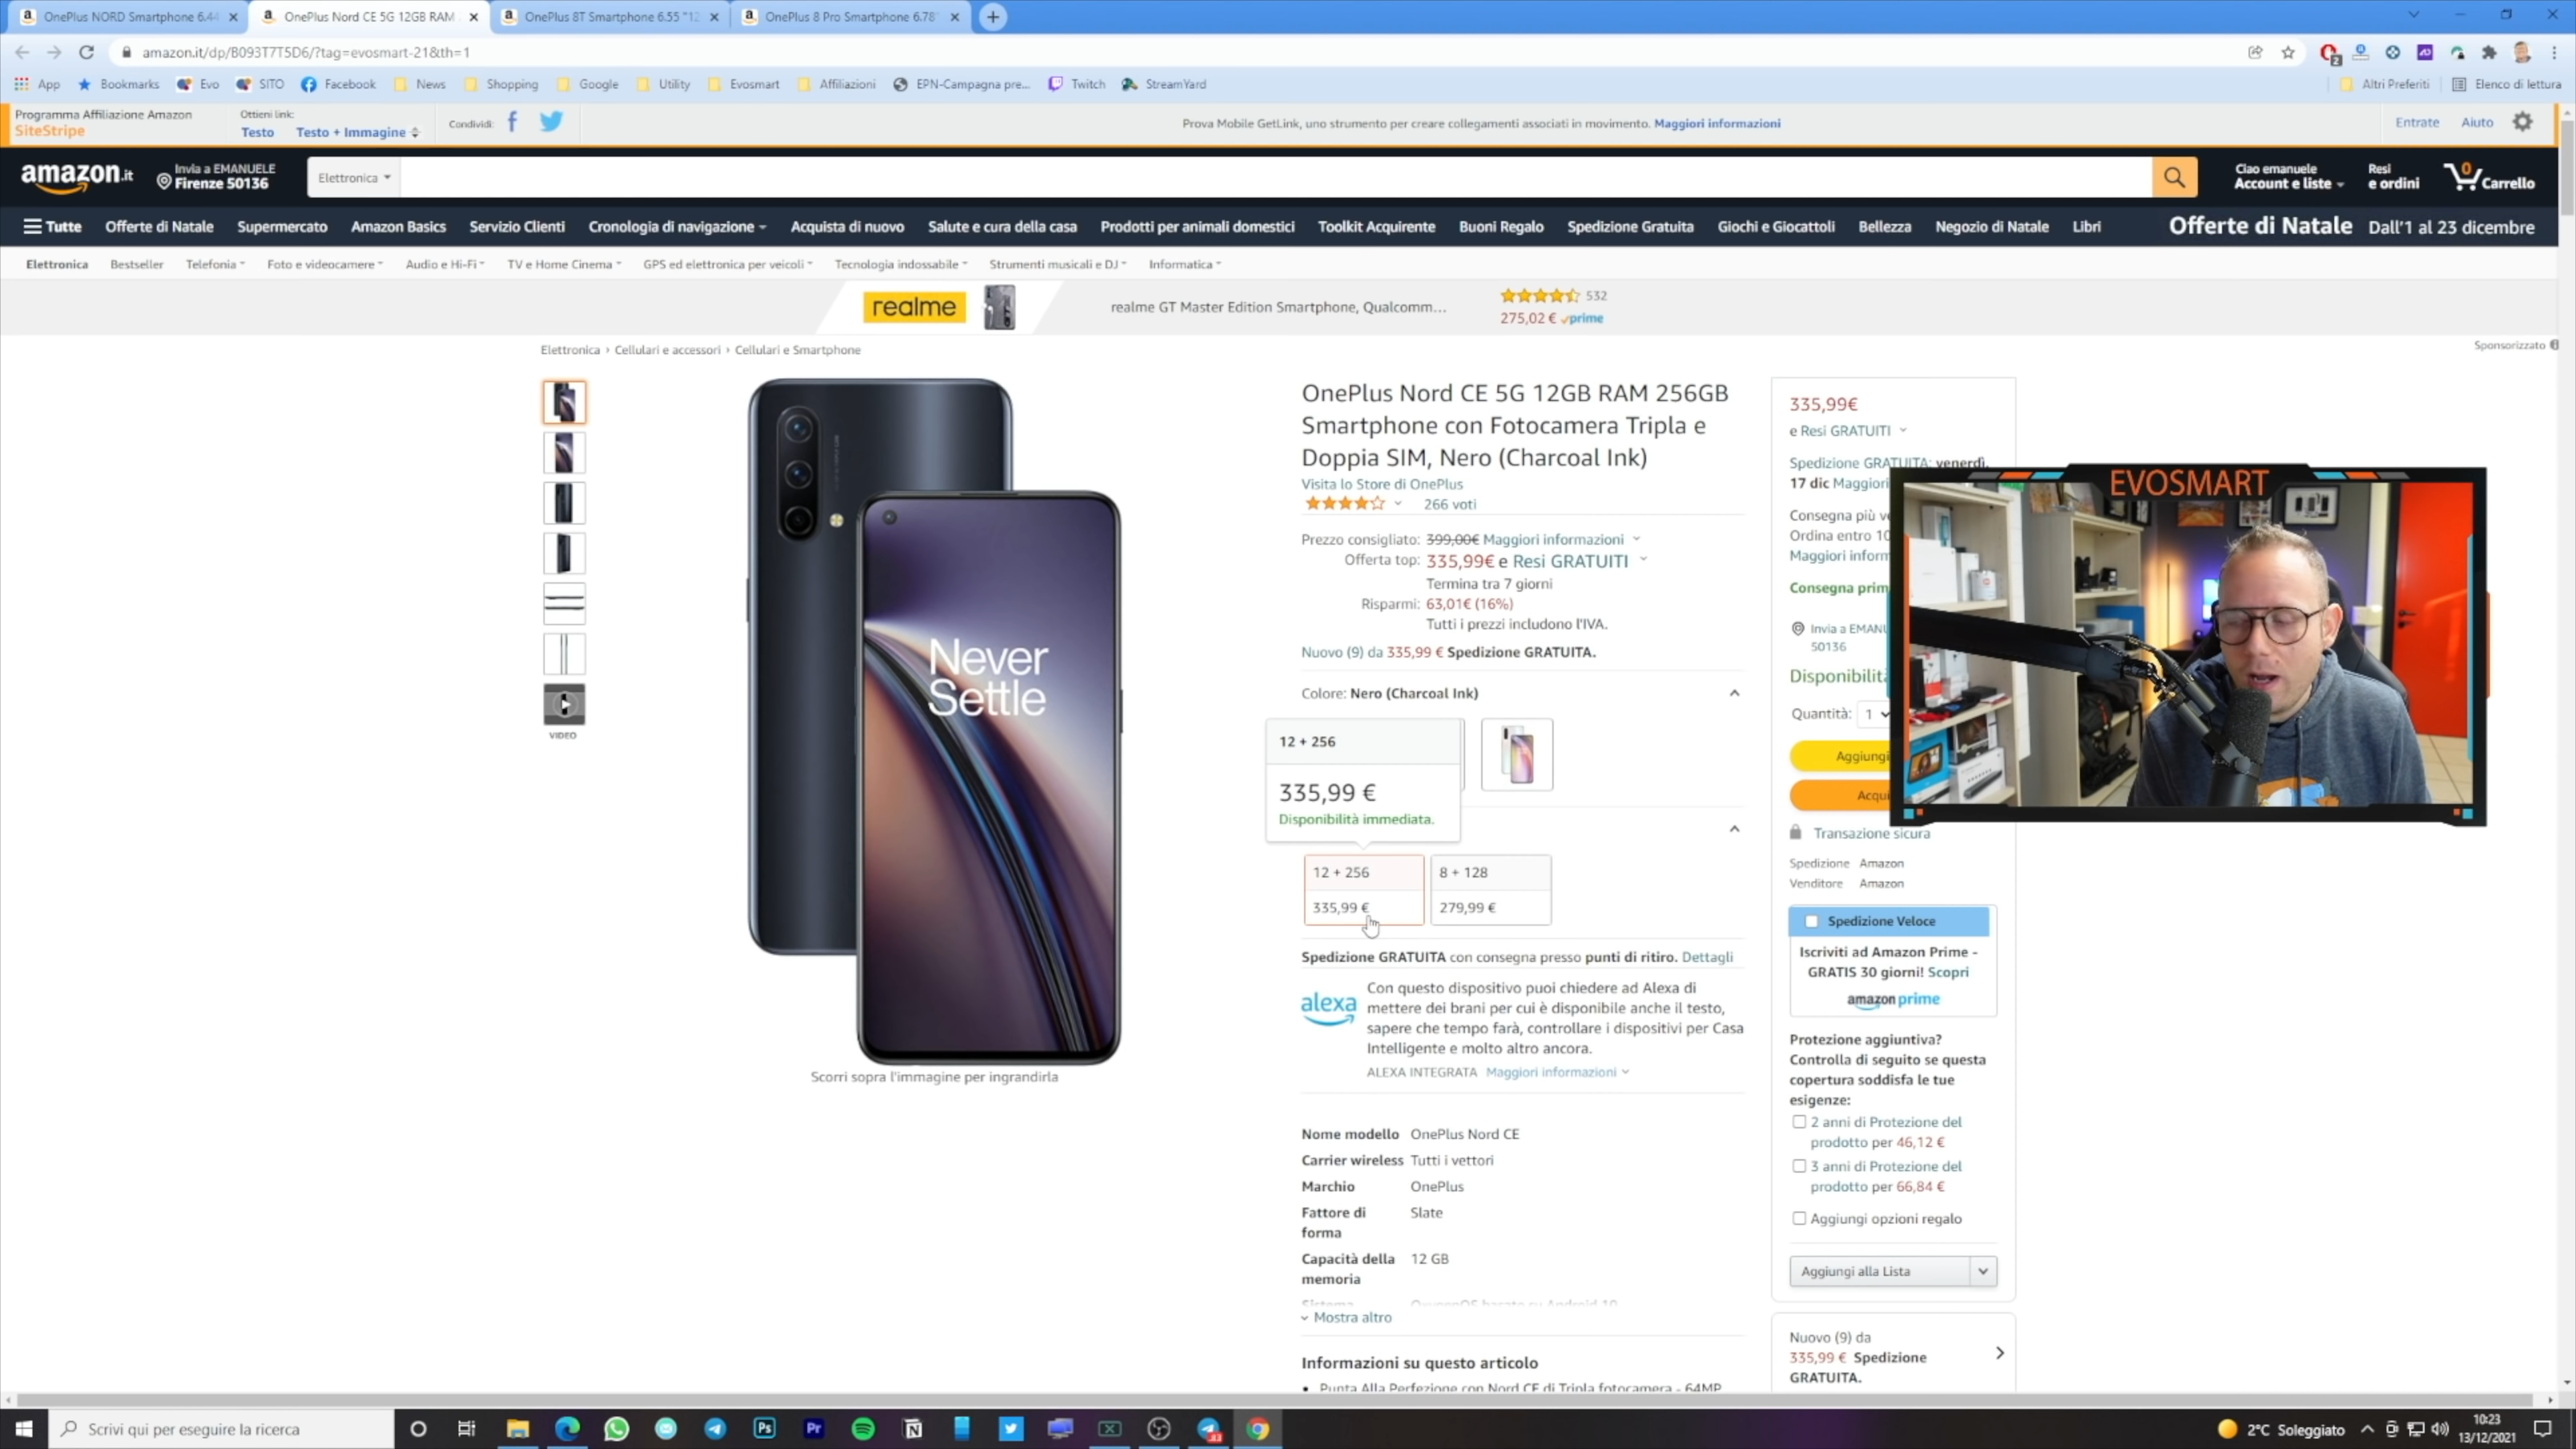 OnePlus NORD Smartphone 6.44
OnePlus Nord CE 5G 12GB RAM
OnePlus 8T Smartphone 6.55 "12
OnePlus 8 Pro Smartphone 6.78"
amazon.it/dp/B093T7T5D6/?tag=evosmart-21&th=1
App
Bookmarks
Evo
SITO
Facebook
News
Shopping
Google
Utility
Evosmart
Affiliazioni
EPN-Campagna pre...
Twitch
StreamYard
Altri Preferiti
Elenco di lettura
Programma Affiliazione Amazon
SiteStripe
Ottieni link:
Testo
Testo + Immagine
Condividi:
Prova Mobile GetLink, uno strumento per creare collegamenti associati in movimento. Maggiori informazioni
Entrate
Aiuto
amazon.it
Invia a EMANUELE
Firenze 50136
Elettronica
Ciao emanuele
Account e liste
Resi
e ordini
0
Carrello
Tutte
Offerte di Natale
Supermercato
Amazon Basics
Servizio Clienti
Cronologia di navigazione
Acquista di nuovo
Salute e cura della casa
Prodotti per animali domestici
Toolkit Acquirente
Buoni Regalo
Spedizione Gratuita
Giochi e Giocattoli
Bellezza
Negozio di Natale
Libri
Offerte di Natale Dall'1 al 23 dicembre
Elettronica
Bestseller
Telefonia
Foto e videocamere
Audio e Hi-Fi
TV e Home Cinema
GPS ed elettronica per veicoli
Tecnologia indossabile
Strumenti musicali e DJ
Informatica
realme
realme GT Master Edition Smartphone, Qualcomm...
532
275,02 € prime
Sponsorizzato
Elettronica › Cellulari e accessori › Cellulari e Smartphone
VIDEO
Never
Settle
Scorri sopra l'immagine per ingrandirla
OnePlus Nord CE 5G 12GB RAM 256GB
Smartphone con Fotocamera Tripla e
Doppia SIM, Nero (Charcoal Ink)
Visita lo Store di OnePlus
266 voti
Prezzo consigliato: 399,00€ Maggiori informazioni
Offerta top: 335,99€ e Resi GRATUITI
Termina tra 7 giorni
Risparmi: 63,01€ (16%)
Tutti i prezzi includono l'IVA.
Nuovo (9) da 335,99 € Spedizione GRATUITA.
Colore: Nero (Charcoal Ink)
12 + 256
335,99 €
Disponibilità immediata.
12 + 256
335,99 €
8 + 128
279,99 €
Spedizione GRATUITA con consegna presso punti di ritiro. Dettagli
alexa
Con questo dispositivo puoi chiedere ad Alexa di
mettere dei brani per cui è disponibile anche il testo,
sapere che tempo farà, controllare i dispositivi per Casa
Intelligente e molto altro ancora.
ALEXA INTEGRATA Maggiori informazioni
Nome modello OnePlus Nord CE
Carrier wireless Tutti i vettori
Marchio OnePlus
Fattore di Slate
forma
Capacità della 12 GB
memoria
Sistema OxygenOS basato su Android 10
Mostra altro
Informazioni su questo articolo
Punta Alla Perfezione con Nord CE di Tripla fotocamera - 64MP
335,99€
e Resi GRATUITI
Spedizione GRATUITA: venerdì,
17 dic Maggiori
Consegna più
Ordina entro 10
Maggiori inform
Consegna prim
Invia a EMANU
50136
Disponibilità
Quantità: 1
Aggiungi
Acqui
Transazione sicura
Spedizione Amazon
Venditore Amazon
Spedizione Veloce
Iscriviti ad Amazon Prime -
GRATIS 30 giorni! Scopri
amazon prime
Protezione aggiuntiva?
Controlla di seguito se questa
copertura soddisfa le tue
esigenze:
2 anni di Protezione del
prodotto per 46,12 €
3 anni di Protezione del
prodotto per 66,84 €
Aggiungi opzioni regalo
Aggiungi alla Lista
Nuovo (9) da
335,99 € Spedizione
GRATUITA.
EVOSMART
Scrivi qui per eseguire la ricerca
Ps
Pr
2°C Soleggiato
10:23
13/12/2021